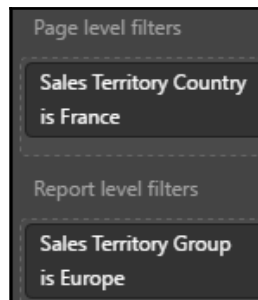 Page level filters
Sales Territory Country
is France
Report level filters
Sales Territory Group
is Europe